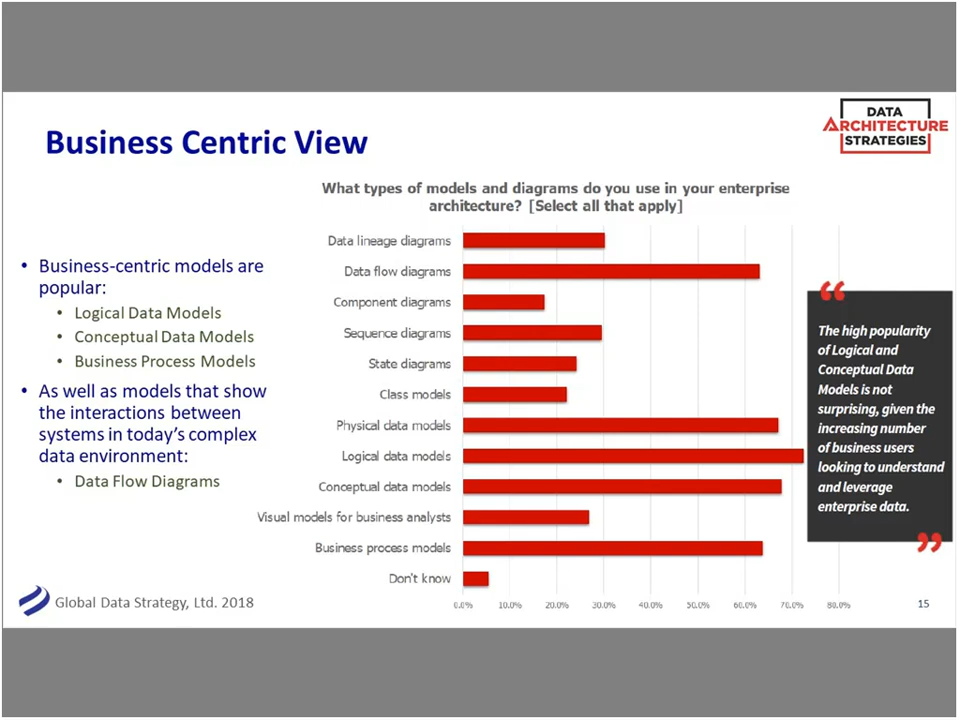 DATA
ARCHITECTURE
STRATEGIES
Business Centric View
• Business-centric models are
popular:
• Logical Data Models
• Conceptual Data Models
• Business Process Models
• As well as models that show
the interactions between
systems in today's complex
data environment:
• Data Flow Diagrams
What types of models and diagrams do you use in your enterprise
architecture? [Select all that apply]
Data lineage diagrams
Data flow diagrams
Component diagrams
Sequence diagrams
State diagrams
Class models
Physical data models
Logical data models
Conceptual data models
Visual models for business analysts
Business process models
Don't know
0.0% 10.0% 20.0% 30.0% 40.0% 50.0% 60.0% 70.0% 80.0%
“
The high popularity
of Logical and
Conceptual Data
Models is not
surprising, given the
increasing number
of business users
looking to understand
and leverage
enterprise data.
”
Global Data Strategy, Ltd. 2018
15